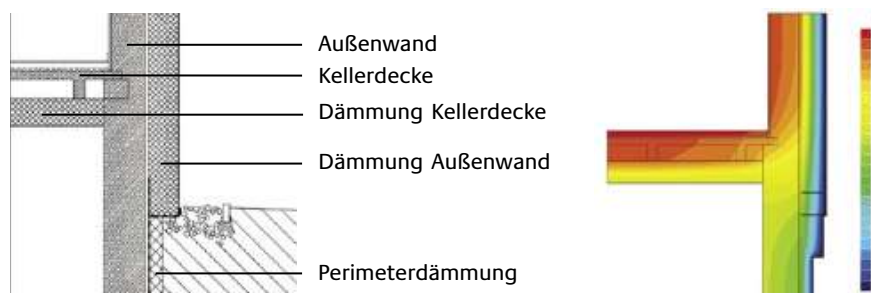 Außenwand
Kellerdecke
Dämmung Kellerdecke
Dämmung Außenwand
Perimeterdämmung